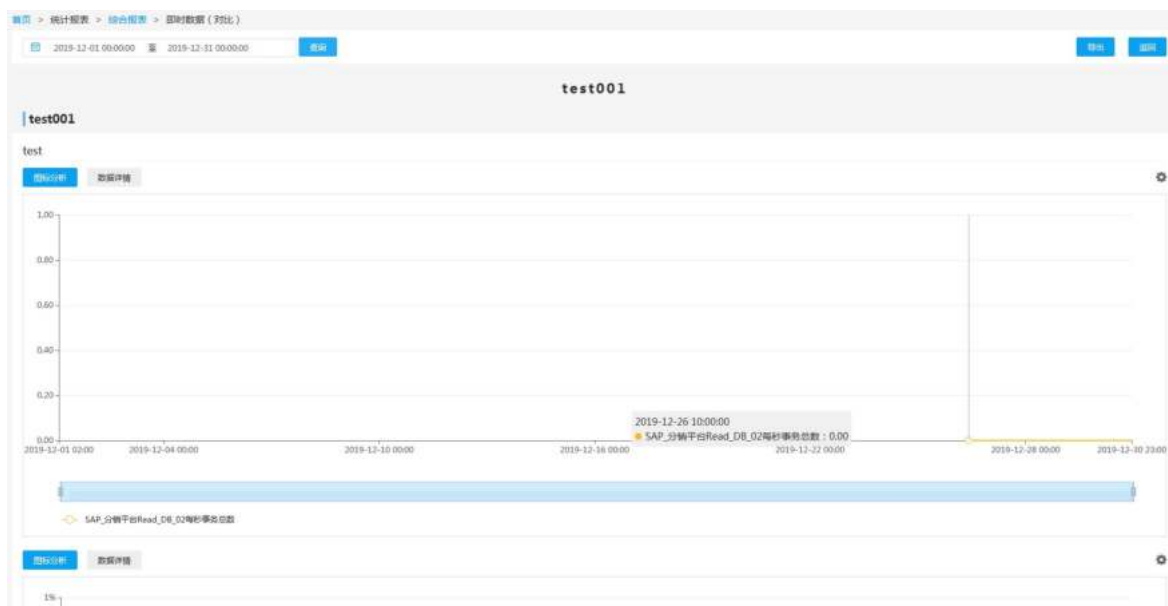 首页 > 统计报表 > 综合报表 > 即时数据（对比）
2019-12-01 00:00:00 至 2019-12-31 00:00:00 查询 导出 返回
test001
test001
test
图标分析 数据详情
1.00
0.80
0.60
0.40
0.20
0.00
2019-12-26 10:00:00
SAP_分销平台Read_DB_02每秒事务总数：0.00
2019-12-01 02:00 2019-12-04 00:00 2019-12-10 00:00 2019-12-16 00:00 2019-12-22 00:00 2019-12-28 00:00 2019-12-30 23:00
SAP_分销平台Read_DB_02每秒事务总数
图标分析 数据详情
1%